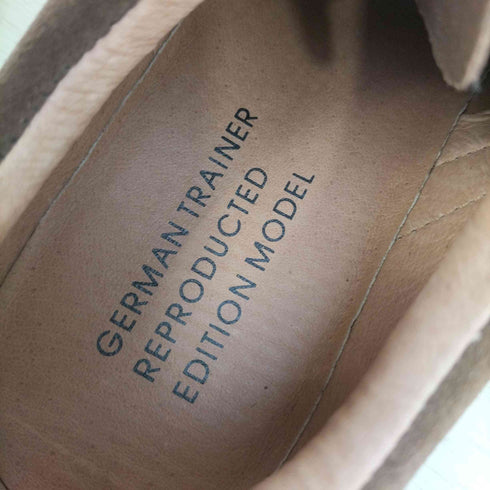 GERMAN TRAINER
REPRODUCTED
EDITION MODEL